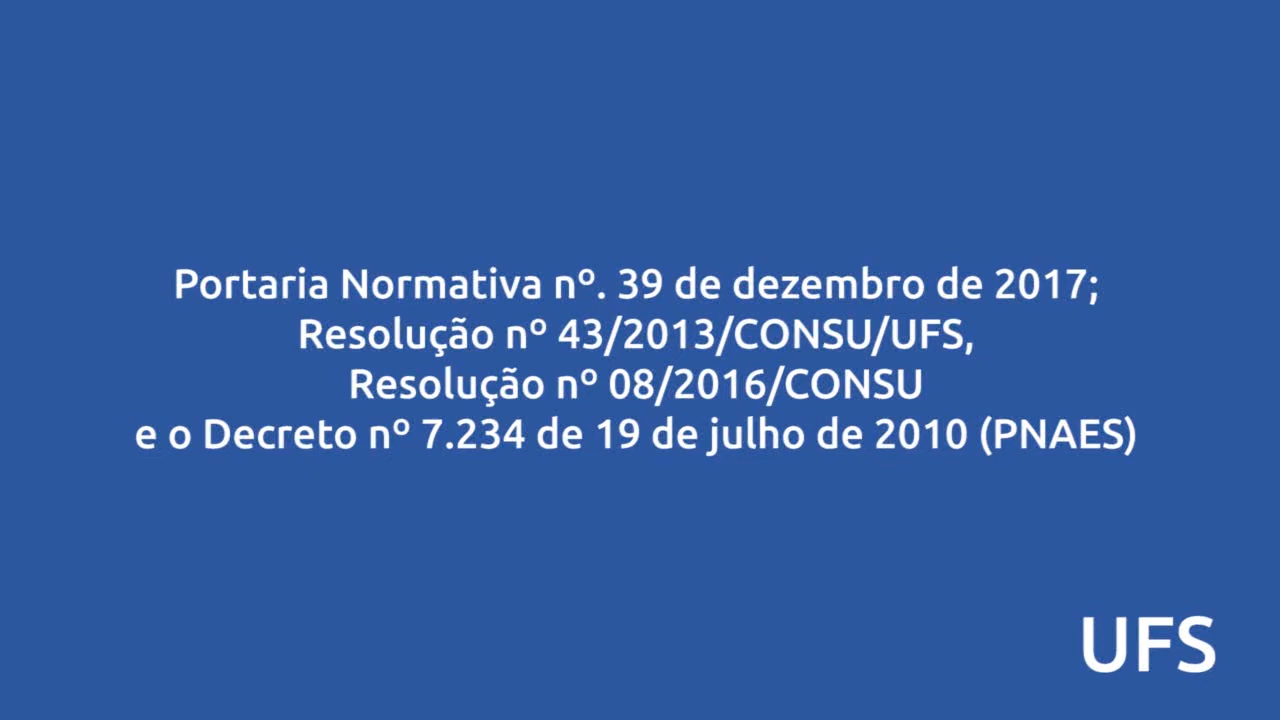 Portaria Normativa nº. 39 de dezembro de 2017;
Resolução nº 43/2013/CONSU/UFS,
Resolução nº 08/2016/CONSU
e o Decreto nº 7.234 de 19 de julho de 2010 (PNAES)
UFS